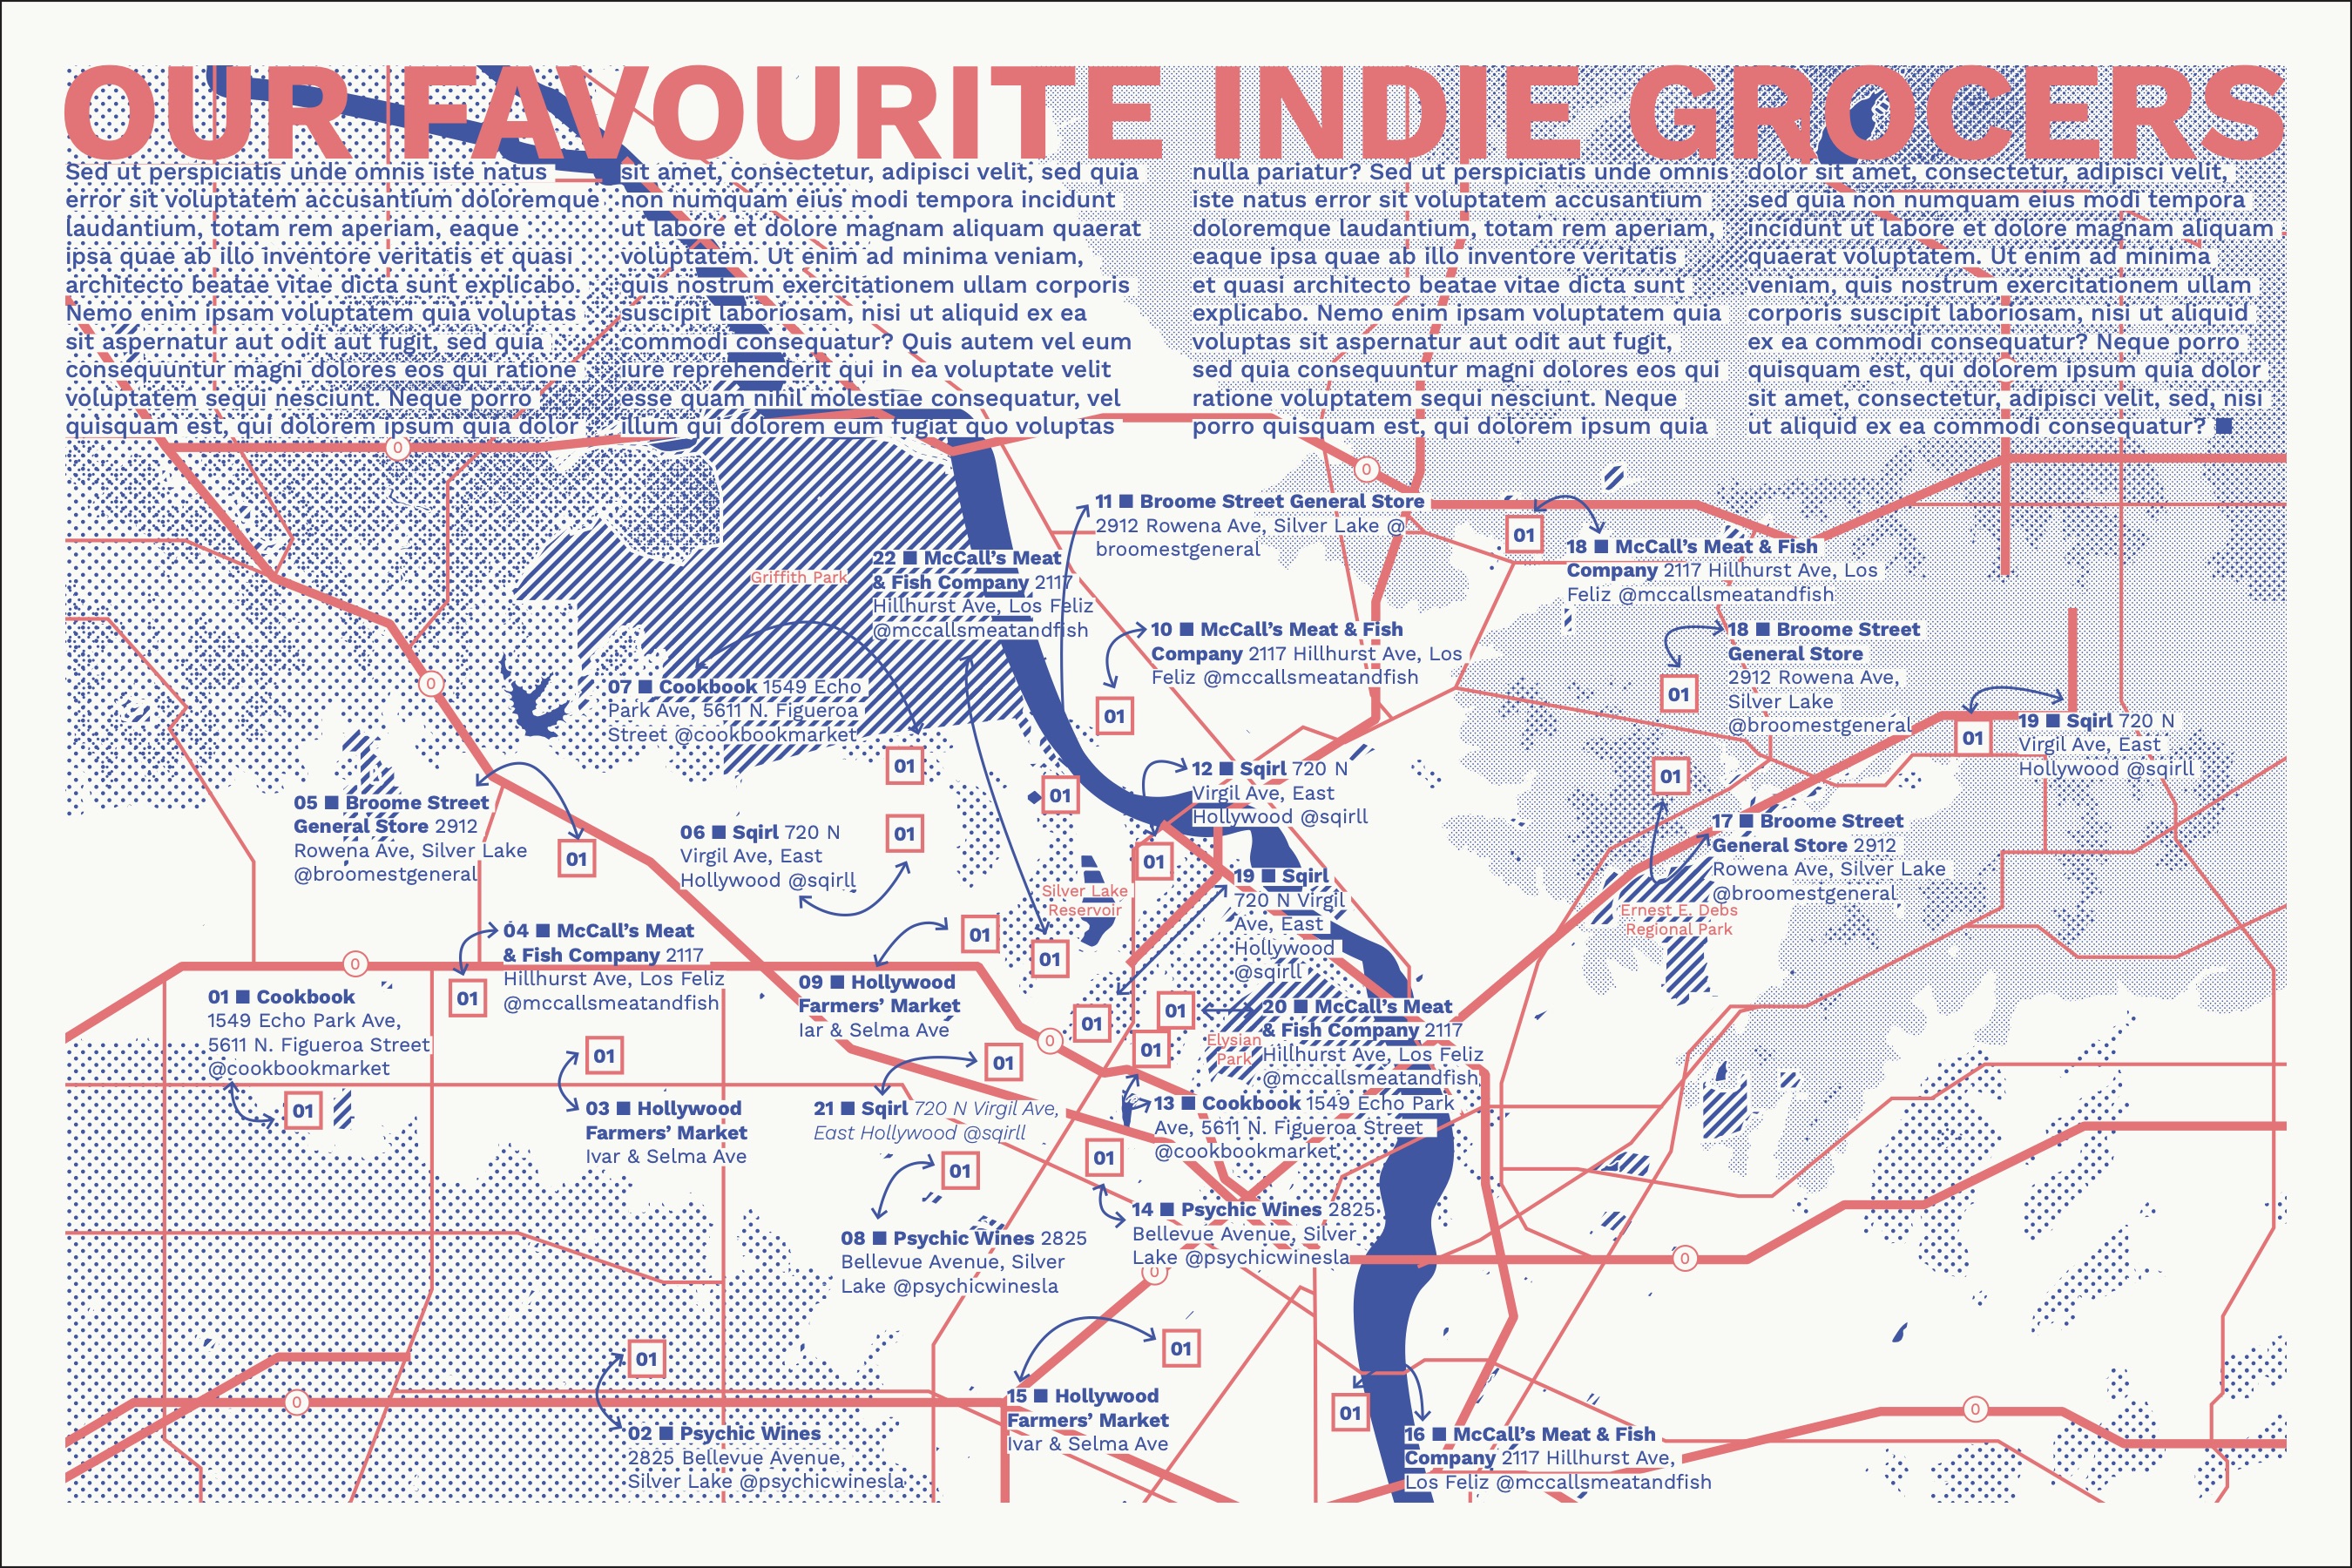 OUR FAVOURITE INDIE GROCERS
Sed ut perspiciatis unde omnis iste natus
error sit voluptatem accusantium doloremque
laudantium, totam rem aperiam, eaque
ipsa quae ab illo inventore veritatis et quasi
architecto beatae vitae dicta sunt explicabo.
Nemo enim ipsam voluptatem quia voluptas
sit aspernatur aut odit aut fugit, sed quia
consequuntur magni dolores eos qui ratione
voluptatem sequi nesciunt. Neque porro
quisquam est, qui dolorem ipsum quia dolor
sit amet, consectetur, adipisci velit, sed quia
non numquam eius modi tempora incidunt
ut labore et dolore magnam aliquam quaerat
voluptatem. Ut enim ad minima veniam,
quis nostrum exercitationem ullam corporis
suscipit laboriosam, nisi ut aliquid ex ea
commodi consequatur? Quis autem vel eum
iure reprehenderit qui in ea voluptate velit
esse quam nihil molestiae consequatur, vel
illum qui dolorem eum fugiat quo voluptas
nulla pariatur? Sed ut perspiciatis unde omnis
iste natus error sit voluptatem accusantium
doloremque laudantium, totam rem aperiam,
eaque ipsa quae ab illo inventore veritatis
et quasi architecto beatae vitae dicta sunt
explicabo. Nemo enim ipsam voluptatem quia
voluptas sit aspernatur aut odit aut fugit,
sed quia consequuntur magni dolores eos qui
ratione voluptatem sequi nesciunt. Neque
porro quisquam est, qui dolorem ipsum quia
dolor sit amet, consectetur, adipisci velit,
sed quia non numquam eius modi tempora
incidunt ut labore et dolore magnam aliquam
quaerat voluptatem. Ut enim ad minima
veniam, quis nostrum exercitationem ullam
corporis suscipit laboriosam, nisi ut aliquid
ex ea commodi consequatur? Neque porro
quisquam est, qui dolorem ipsum quia dolor
sit amet, consectetur, adipisci velit, sed, nisi
ut aliquid ex ea commodi consequatur? ■
0
0
11 ■ Broome Street General Store
2912 Rowena Ave, Silver Lake @
broomestgeneral
01
18 ■ McCall's Meat & Fish
Company 2117 Hillhurst Ave, Los
Feliz @mccallsmeatandfish
22 ■ McCall's Meat
& Fish Company 2117
Hillhurst Ave, Los Feliz
@mccallsmeatandfish
Griffith Park
10 ■ McCall's Meat & Fish
Company 2117 Hillhurst Ave, Los
Feliz @mccallsmeatandfish
01
18 ■ Broome Street
General Store
2912 Rowena Ave,
Silver Lake
@broomestgeneral
01
0
07 ■ Cookbook 1549 Echo
Park Ave, 5611 N. Figueroa
Street @cookbookmarket
01
19 ■ Sqirl 720 N
Virgil Ave, East
Hollywood @sqirll
01
12 ■ Sqirl 720 N
Virgil Ave, East
Hollywood @sqirll
01
01
01
05 ■ Broome Street
General Store 2912
Rowena Ave, Silver Lake
@broomestgeneral
01
06 ■ Sqirl 720 N
Virgil Ave, East
Hollywood @sqirll
01
17 ■ Broome Street
General Store 2912
Rowena Ave, Silver Lake
@broomestgeneral
Ernest E. Debs
Regional Park
Silver Lake
Reservoir
19 ■ Sqirl
720 N Virgil
Ave, East
Hollywood
@sqirll
04 ■ McCall's Meat
& Fish Company 2117
Hillhurst Ave, Los Feliz
@mccallsmeatandfish
01
0
01
01
09 ■ Hollywood
Farmers' Market
Iar & Selma Ave
01 ■ Cookbook
1549 Echo Park Ave,
5611 N. Figueroa Street
@cookbookmarket
01
01
01
0
01
20 ■ McCall's Meat
& Fish Company 2117
Hillhurst Ave, Los Feliz
@mccallsmeatandfish
Elysian
Park
01
01
03 ■ Hollywood
Farmers' Market
Ivar & Selma Ave
01
21 ■ Sqirl 720 N Virgil Ave,
East Hollywood @sqirll
13 ■ Cookbook 1549 Echo Park
Ave, 5611 N. Figueroa Street
@cookbookmarket
01
01
08 ■ Psychic Wines 2825
Bellevue Avenue, Silver
Lake @psychicwinesla
14 ■ Psychic Wines 2825
Bellevue Avenue, Silver
Lake @psychicwinesla
0
0
01
01
0
02 ■ Psychic Wines
2825 Bellevue Avenue,
Silver Lake @psychicwinesla
15 ■ Hollywood
Farmers' Market
Ivar & Selma Ave
01
0
16 ■ McCall's Meat & Fish
Company 2117 Hillhurst Ave,
Los Feliz @mccallsmeatandfish